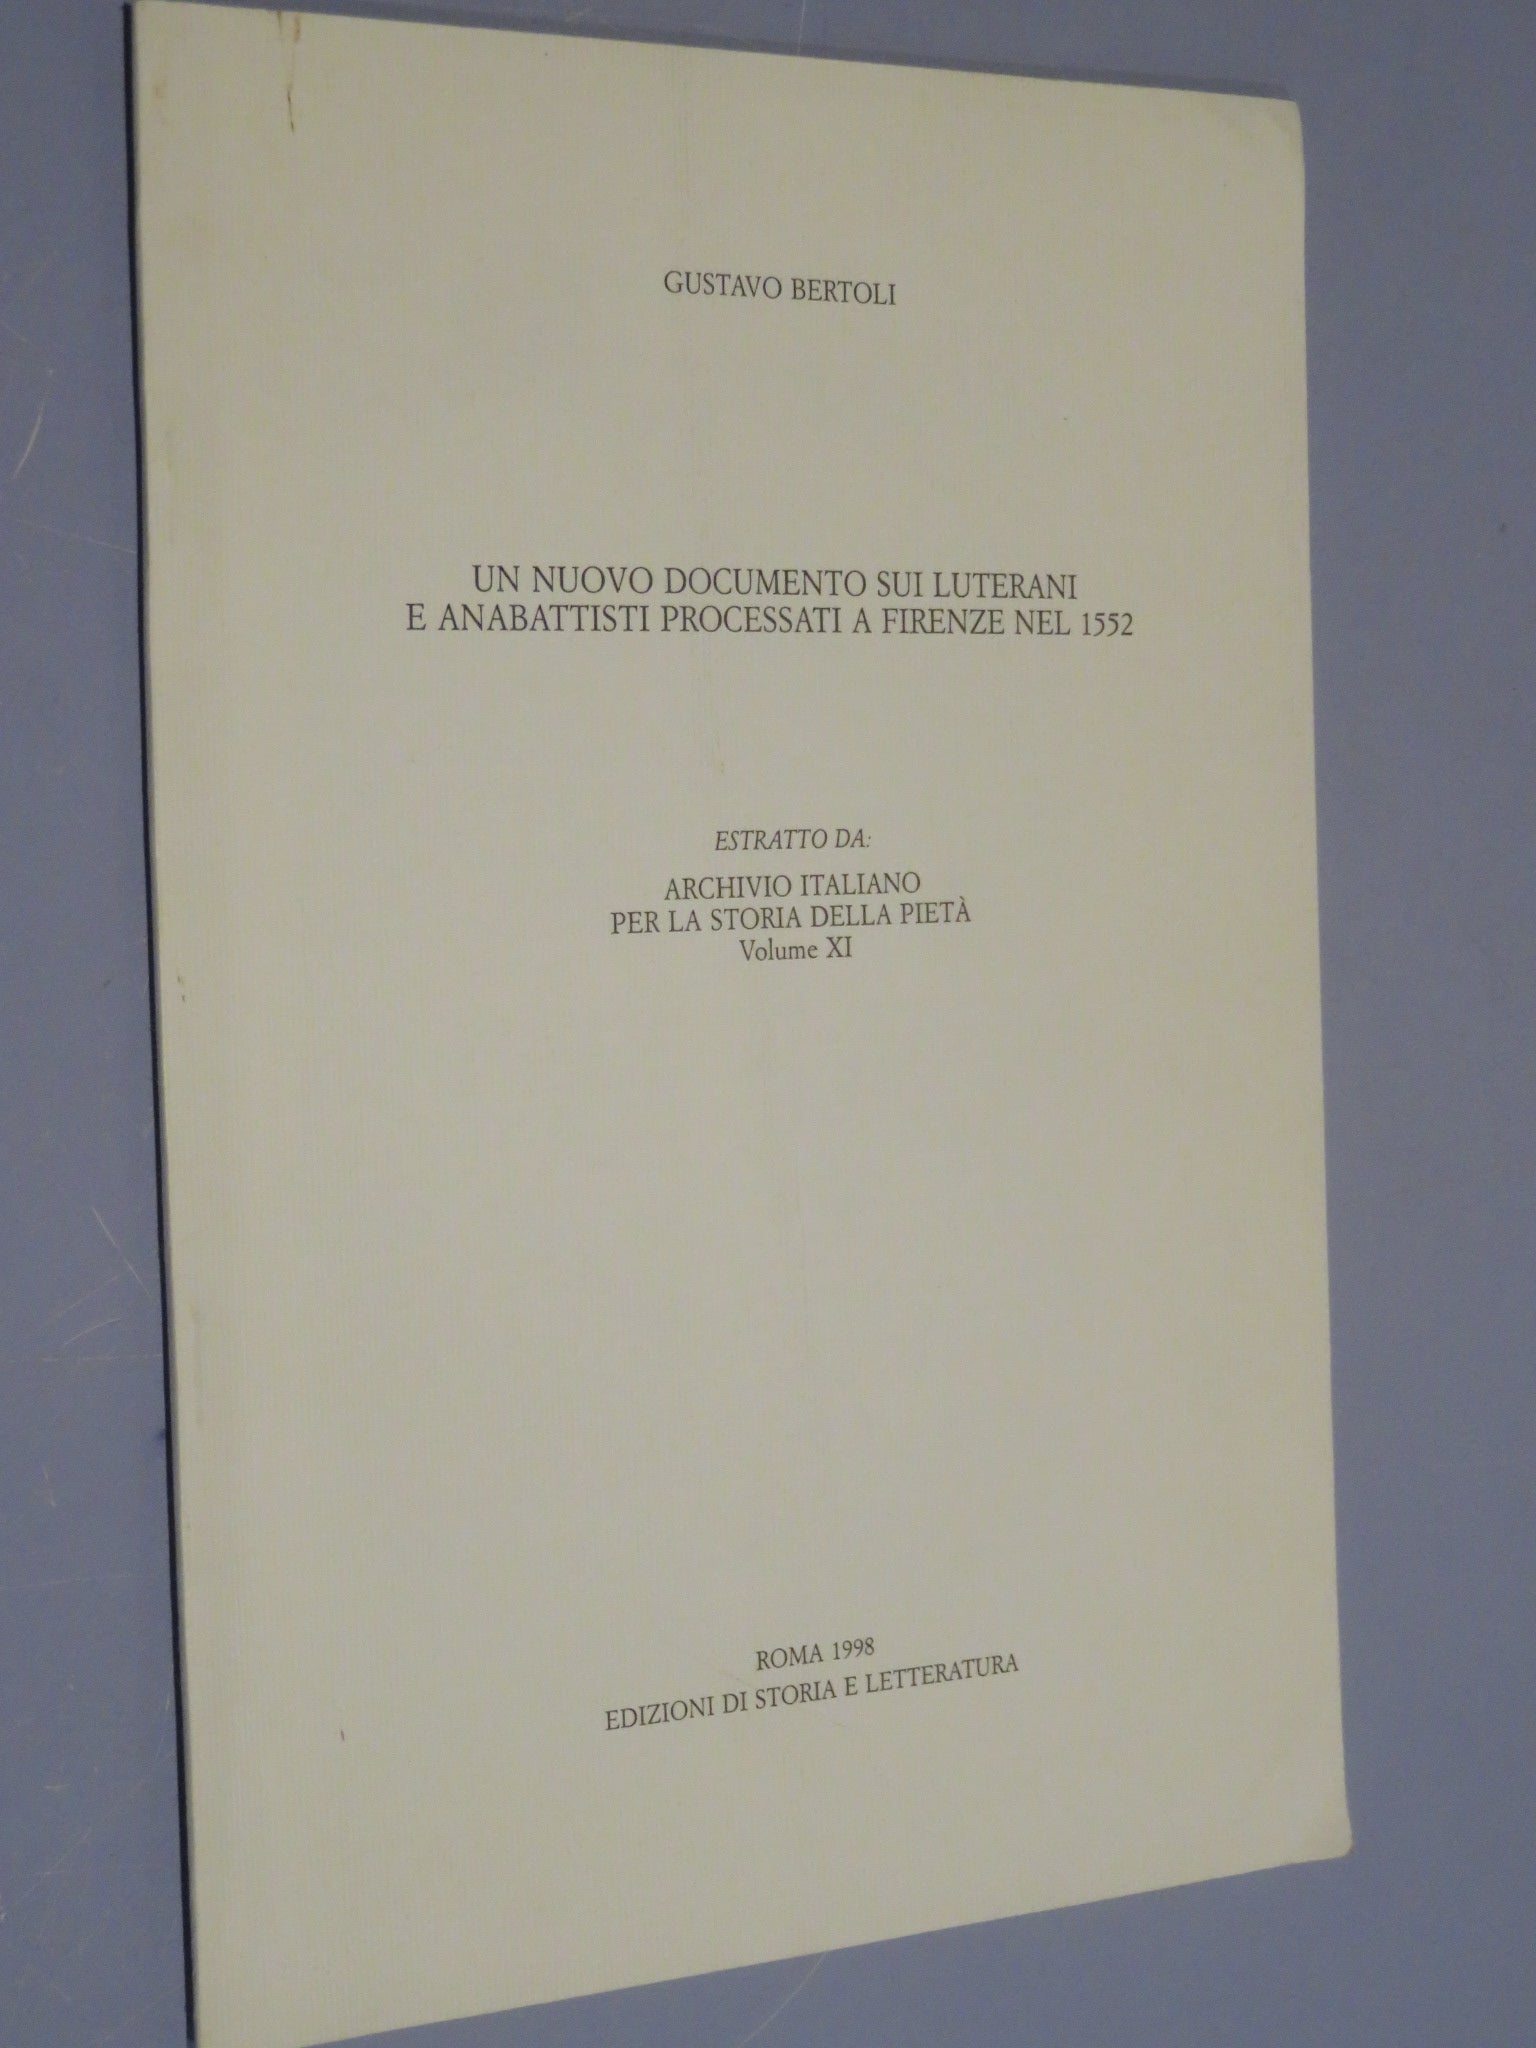 GUSTAVO BERTOLI
UN NUOVO DOCUMENTO SUI LUTERANI
E ANABATTISTI PROCESSATI A FIRENZE NEL 1552
ESTRATTO DA:
ARCHIVIO ITALIANO
PER LA STORIA DELLA PIETÀ
Volume XI
ROMA 1998
EDIZIONI DI STORIA E LETTERATURA